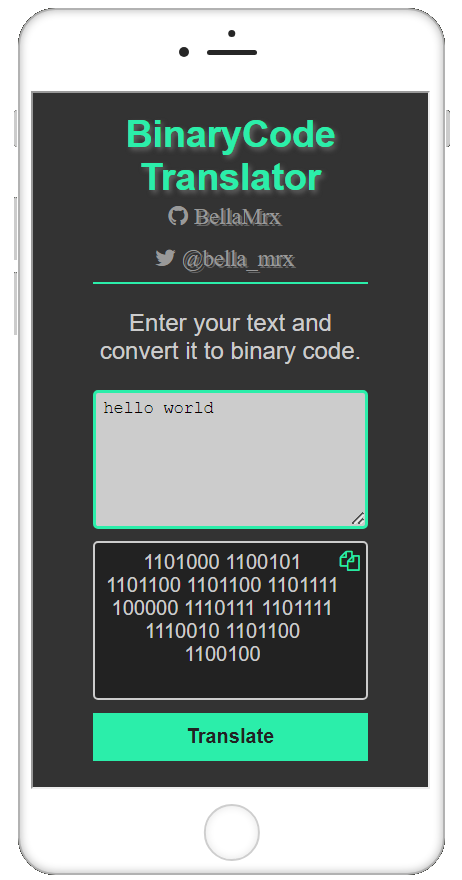 BinaryCode
Translator
BellaMrx
@bella_mrx
Enter your text and
convert it to binary code.
hello world
1101000 1100101
1101100 1101100 1101111
100000 1110111 1101111
1110010 1101100
1100100
Translate